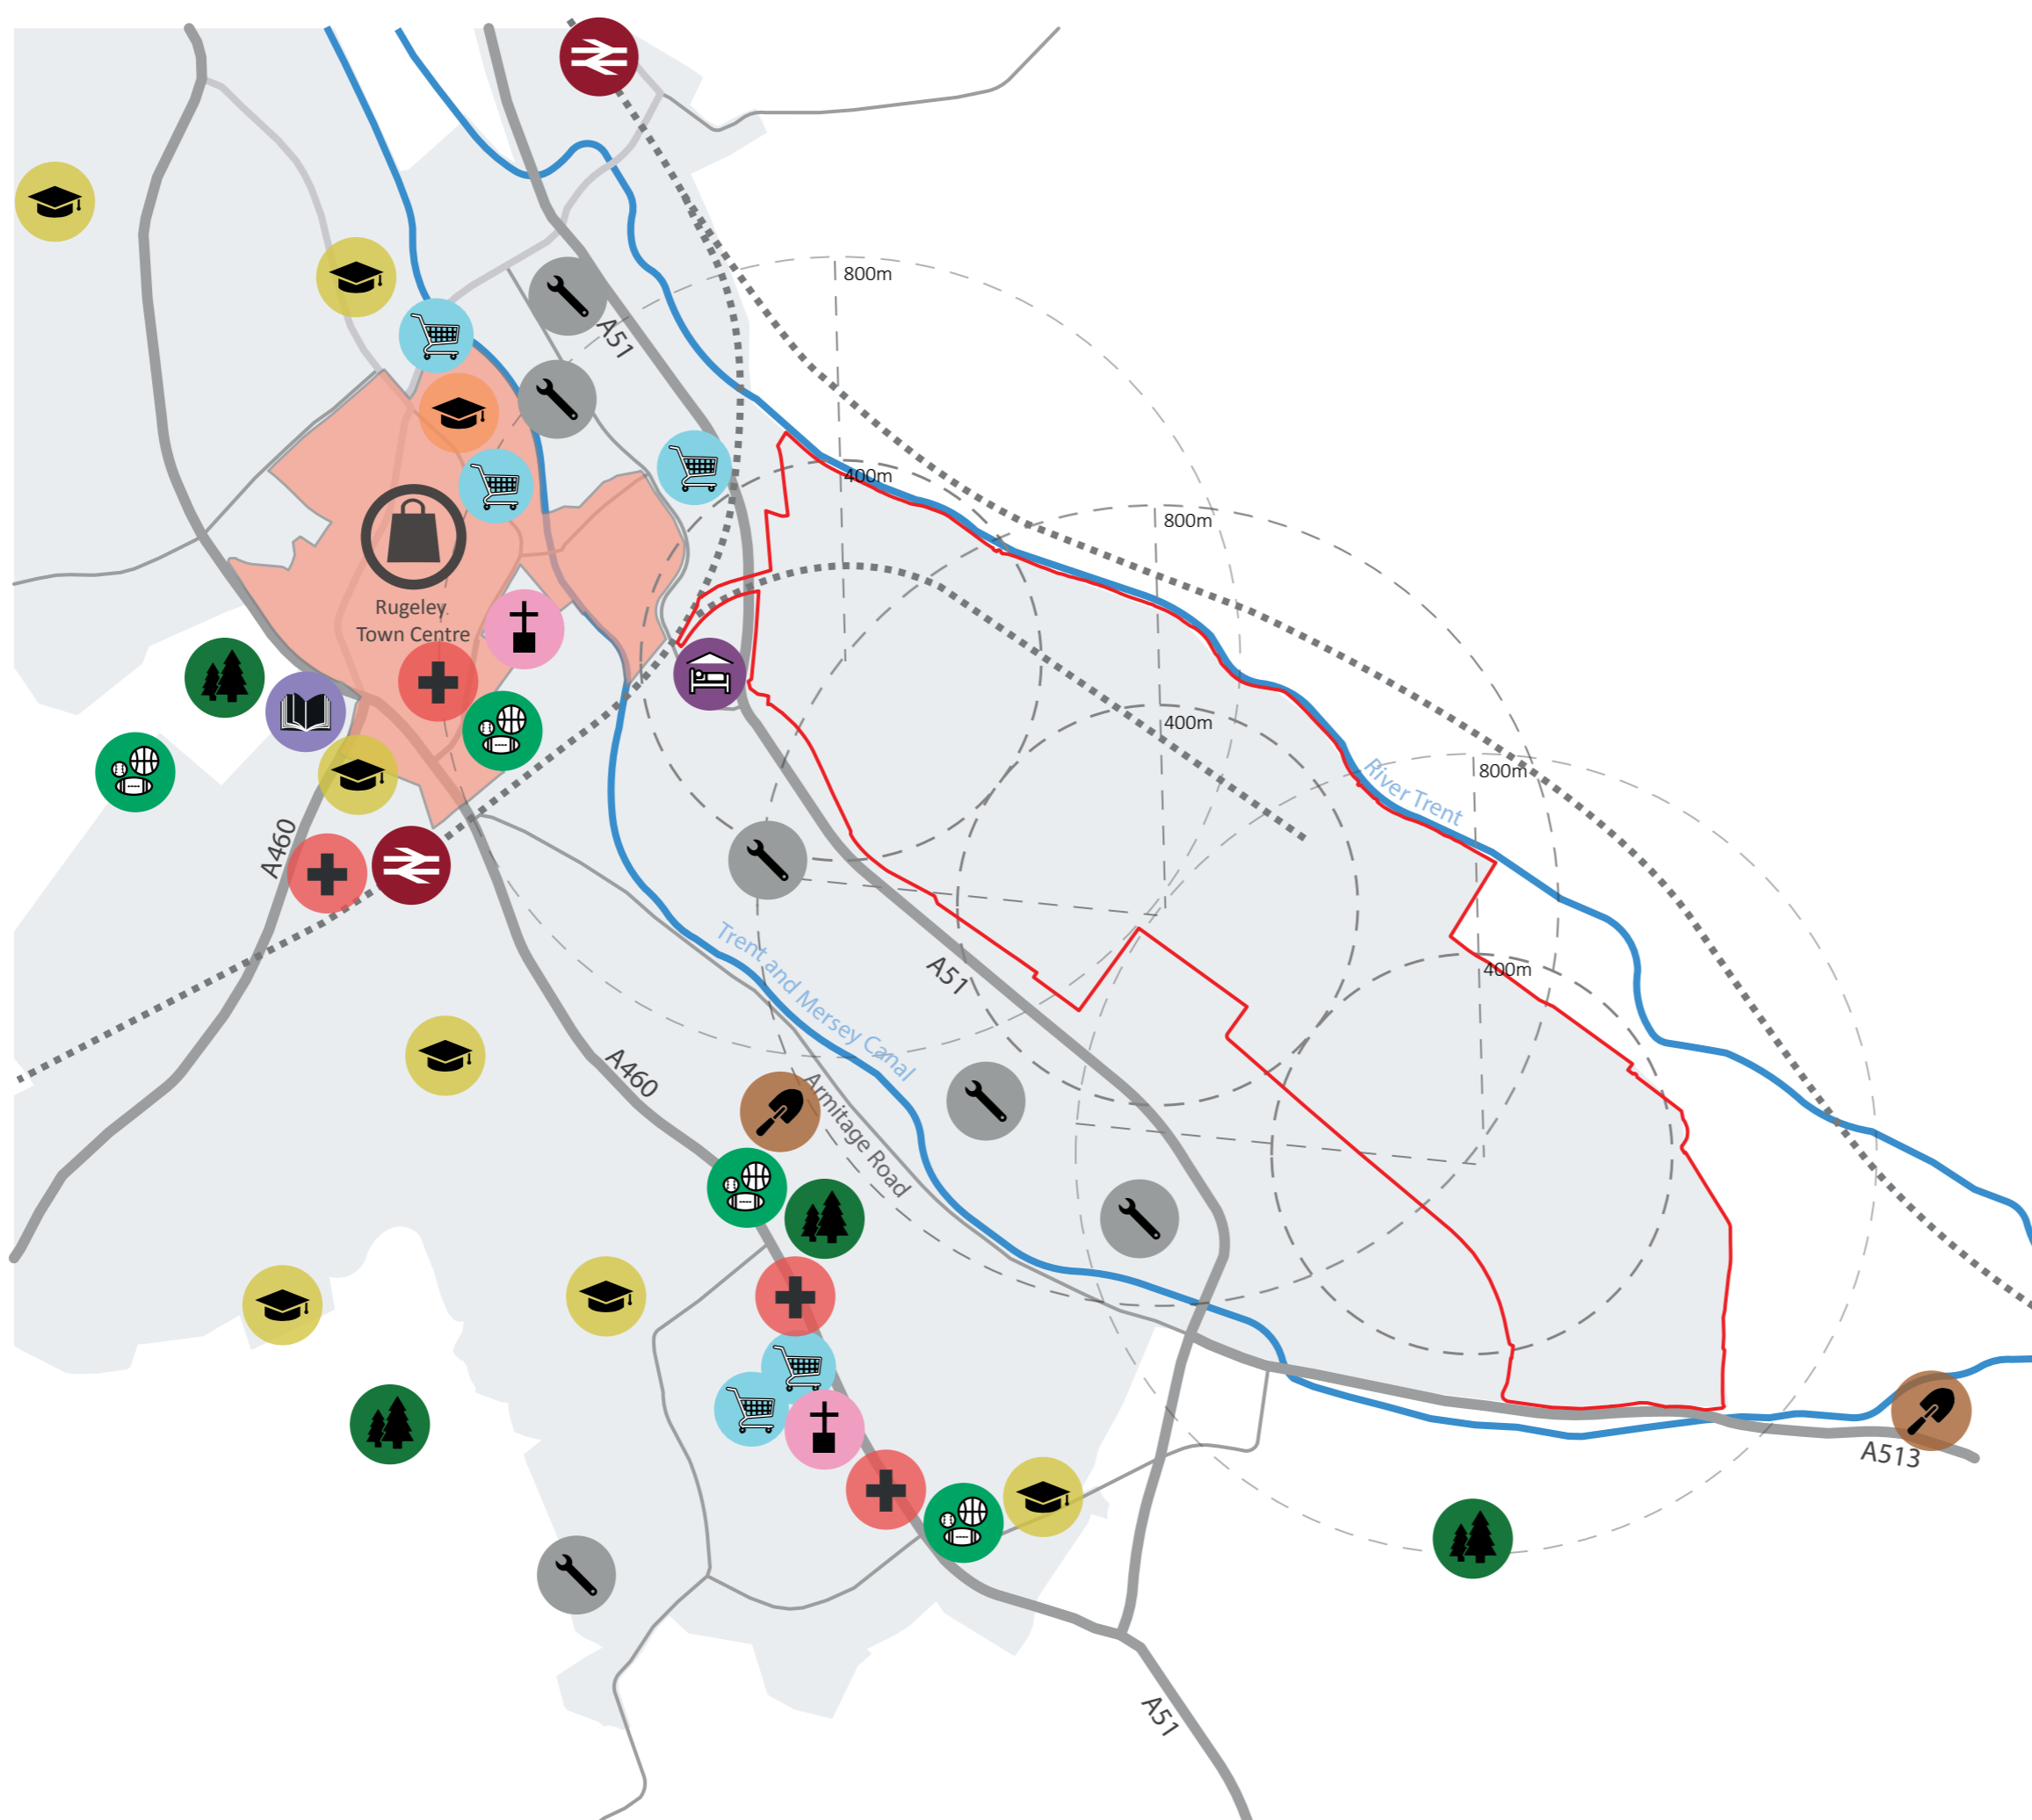 800m
A51
400m
800m
Rugeley
Town Centre
400m
River Trent
800m
A460
Trent and Mersey Canal
A51
400m
A460
Armitage Road
A513
A51